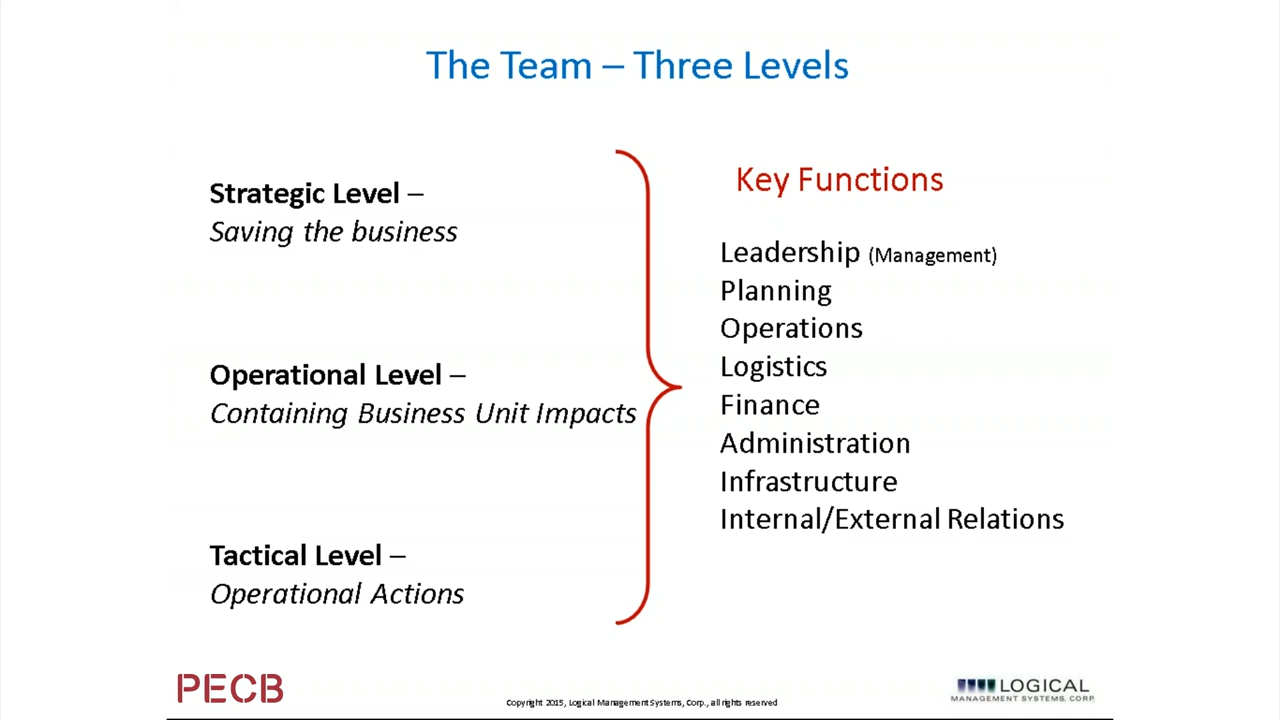 The Team – Three Levels
Strategic Level –
Saving the business
Operational Level –
Containing Business Unit Impacts
Tactical Level –
Operational Actions
Key Functions
Leadership (Management)
Planning
Operations
Logistics
Finance
Administration
Infrastructure
Internal/External Relations
PECB
Copyright 2015, Logical Management Systems, Corp., all rights reserved
LOGICAL
MANAGEMENT SYSTEMS, CORP.